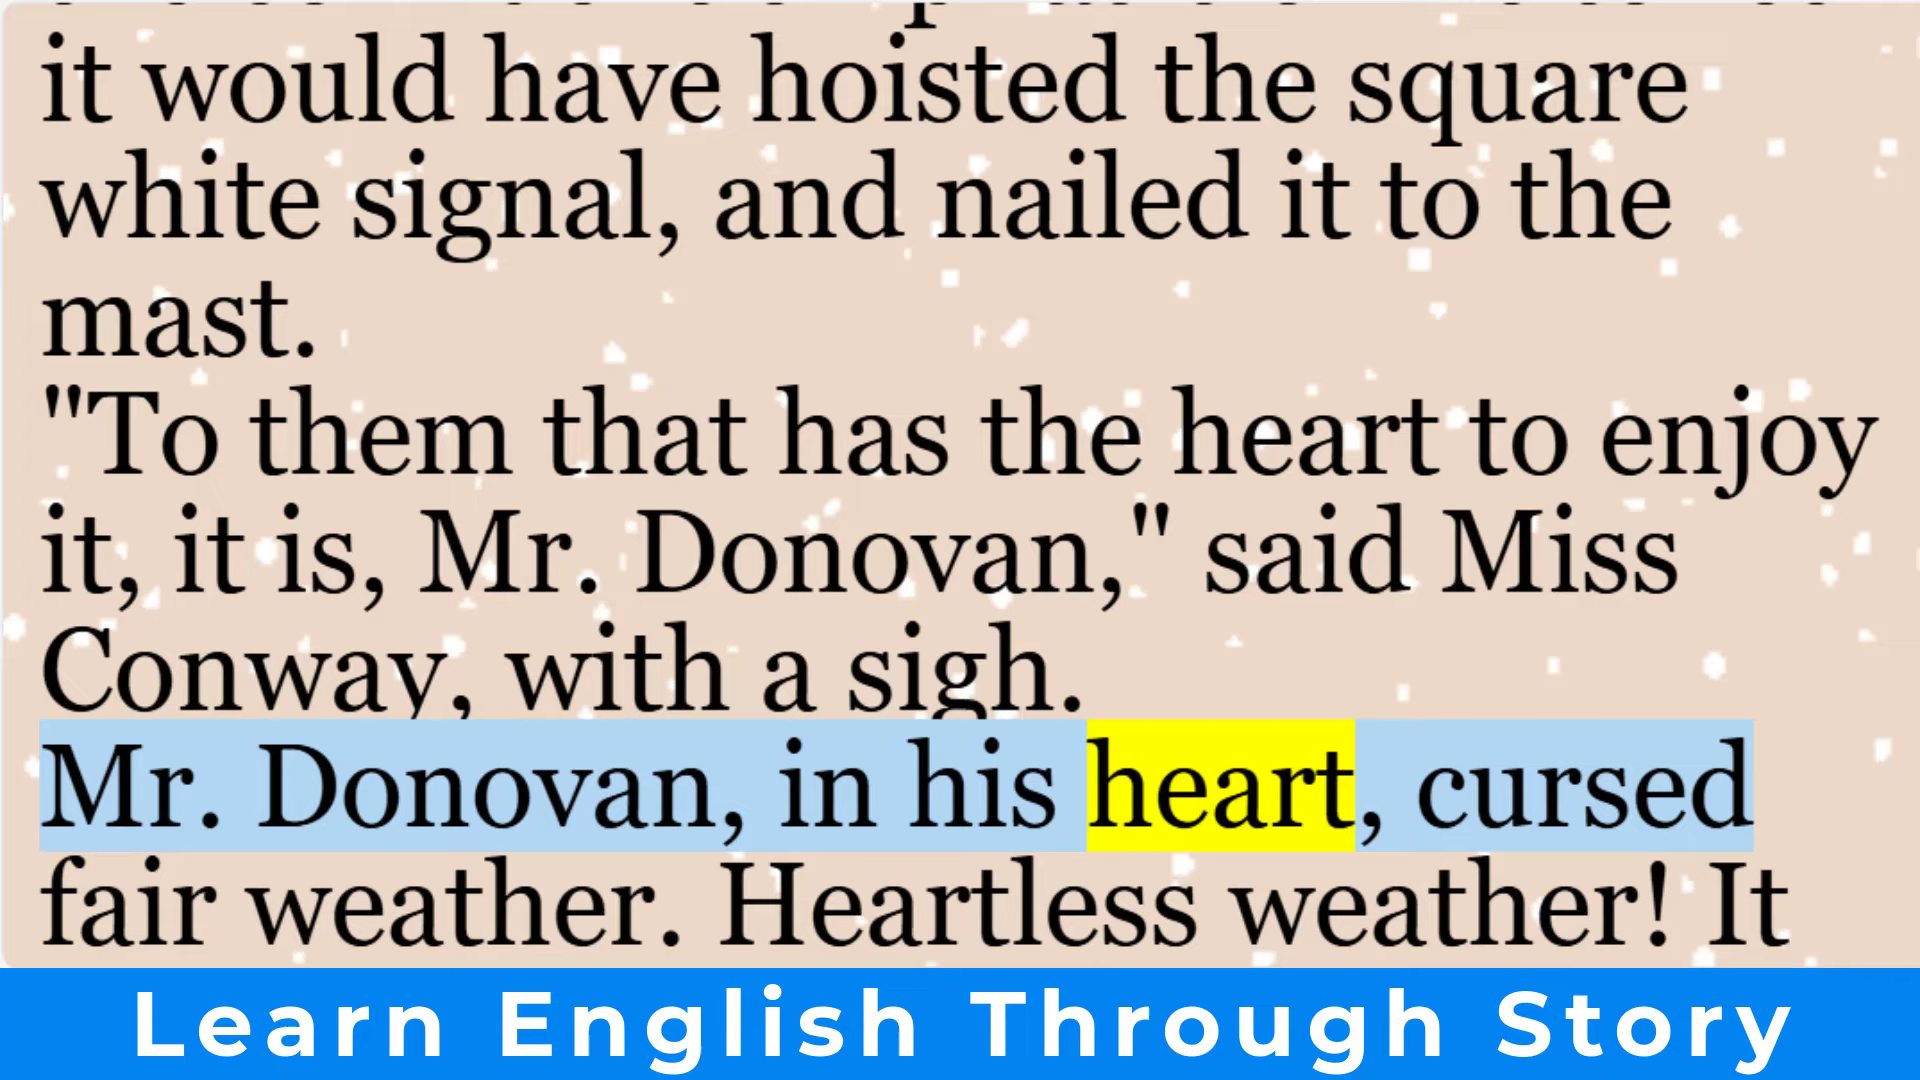 it would have hoisted the square
white signal, and nailed it to the
mast.
"To them that has the heart to enjoy
it, it is, Mr. Donovan," said Miss
Conway, with a sigh.
Mr. Donovan, in his heart, cursed
fair weather. Heartless weather! It
Learn English Through Story